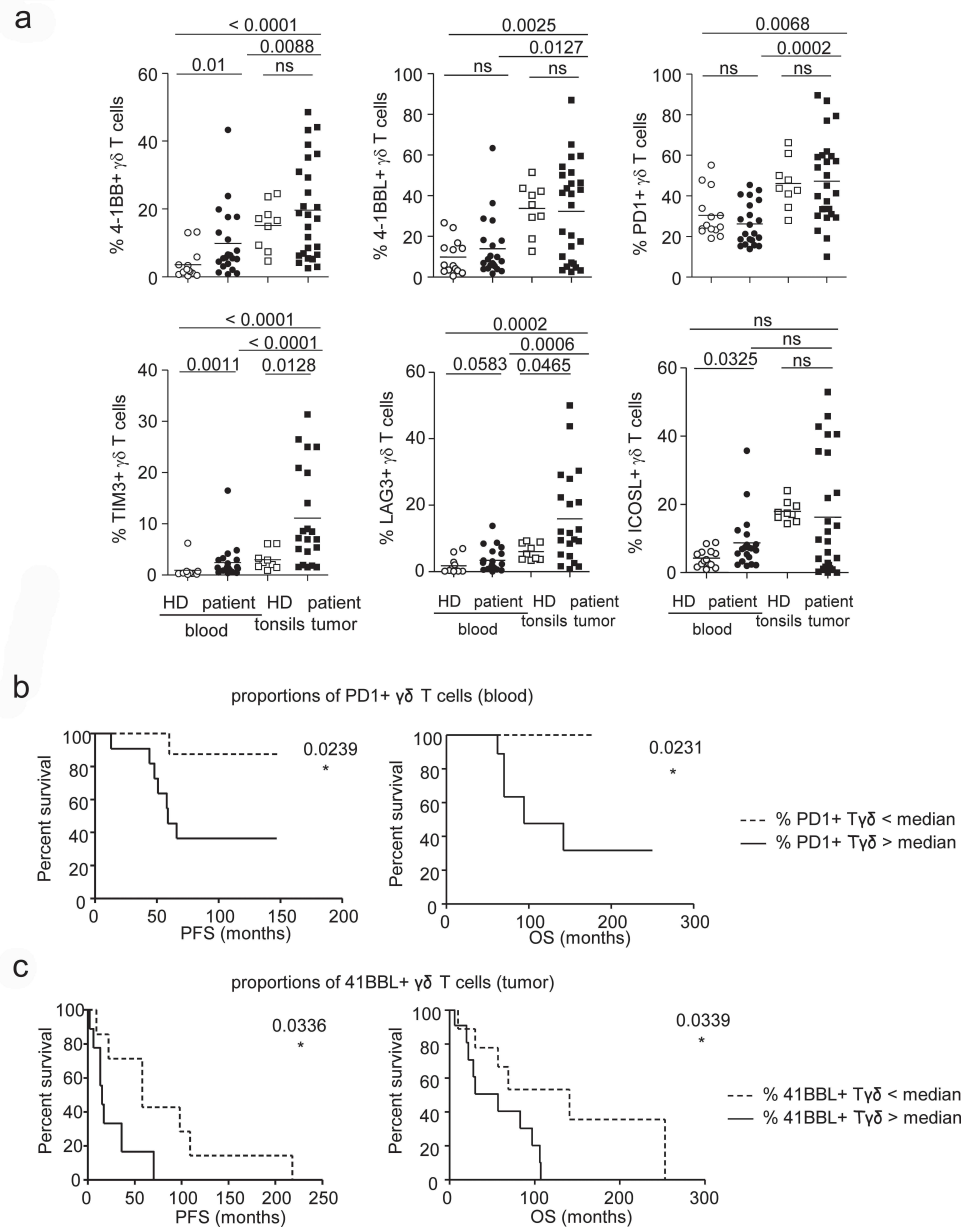 a
< 0.0001
0.0088
0.01
ns
60
40
20
0
% 4-1BB+ γδ T cells
0.0025
0.0127
ns
ns
100
80
60
40
20
0
% 4-1BBL+ γδ T cells
0.0068
0.0002
ns
ns
100
80
60
40
20
0
% PD1+ γδ T cells
< 0.0001
< 0.0001
0.0011
0.0128
40
30
20
10
0
% TIM3+ γδ T cells
HD patient
blood
HD patient
tonsils tumor
0.0002
0.0006
0.0583
0.0465
60
40
20
0
% LAG3+ γδ T cells
HD patient
blood
HD patient
tonsils tumor
ns
ns
0.0325
ns
60
40
20
0
% ICOSL+ γδ T cells
HD patient
blood
HD patient
tonsils tumor
b
proportions of PD1+ γδ T cells (blood)
100
80
60
40
20
0
Percent survival
0.0239
*
0 50 100 150 200
PFS (months)
100
80
60
40
20
0
Percent survival
0.0231
*
0 100 200 300
OS (months)
% PD1+ Tγδ < median
% PD1+ Tγδ > median
c
proportions of 41BBL+ γδ T cells (tumor)
100
80
60
40
20
0
Percent survival
0.0336
*
0 50 100 150 200 250
PFS (months)
100
80
60
40
20
0
Percent survival
0.0339
*
0 100 200 300
OS (months)
% 41BBL+ Tγδ < median
% 41BBL+ Tγδ > median